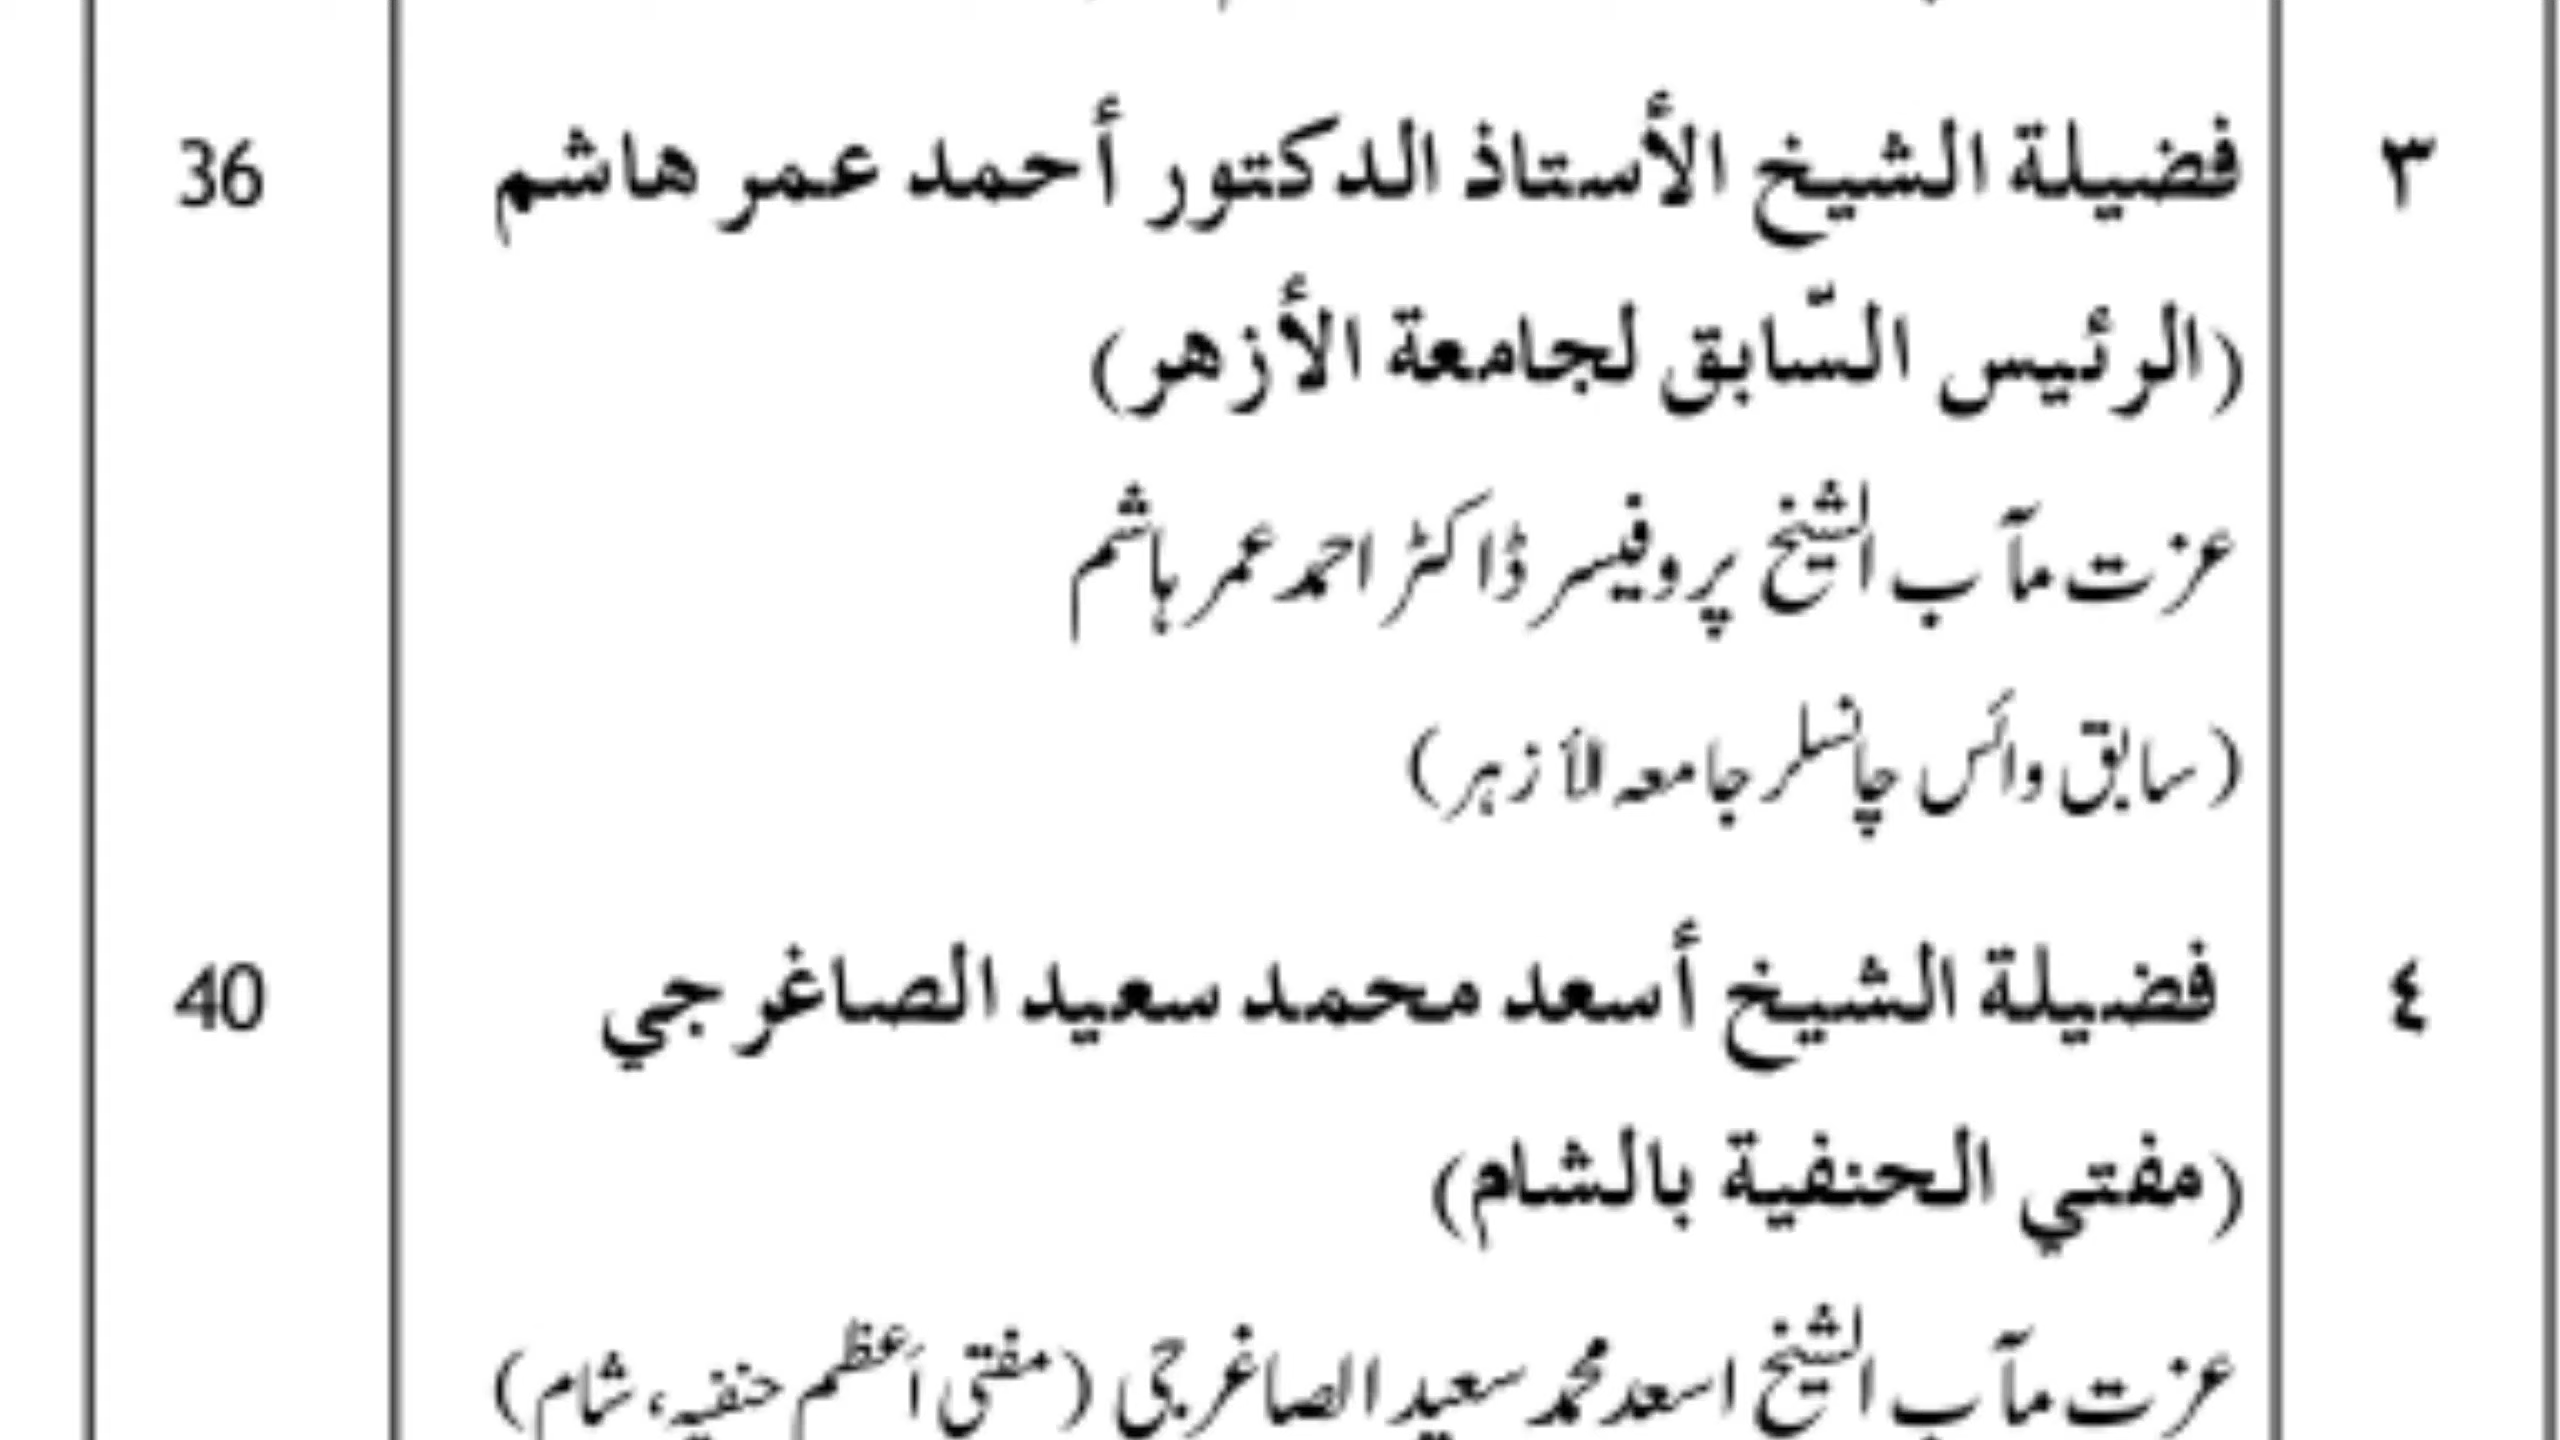 ٣ فضيلة الشيخ الأستاذ الدكتور أحمد عمر هاشم 36
(الرئيس السّابق لجامعة الأزهر)
عزت مآب الشیخ پروفیسر ڈاکٹر احمد عمر ہاشم
(سابق وائس چانسلر جامعہ الأزہر)
٤ فضيلة الشيخ أسعد محمد سعيد الصاغرجي 40
(مفتي الحنفية بالشام)
عزت مآب الشیخ اسعد محمد سعید الصاغرجی (مفتی اَعظم حنفیہ، شام)